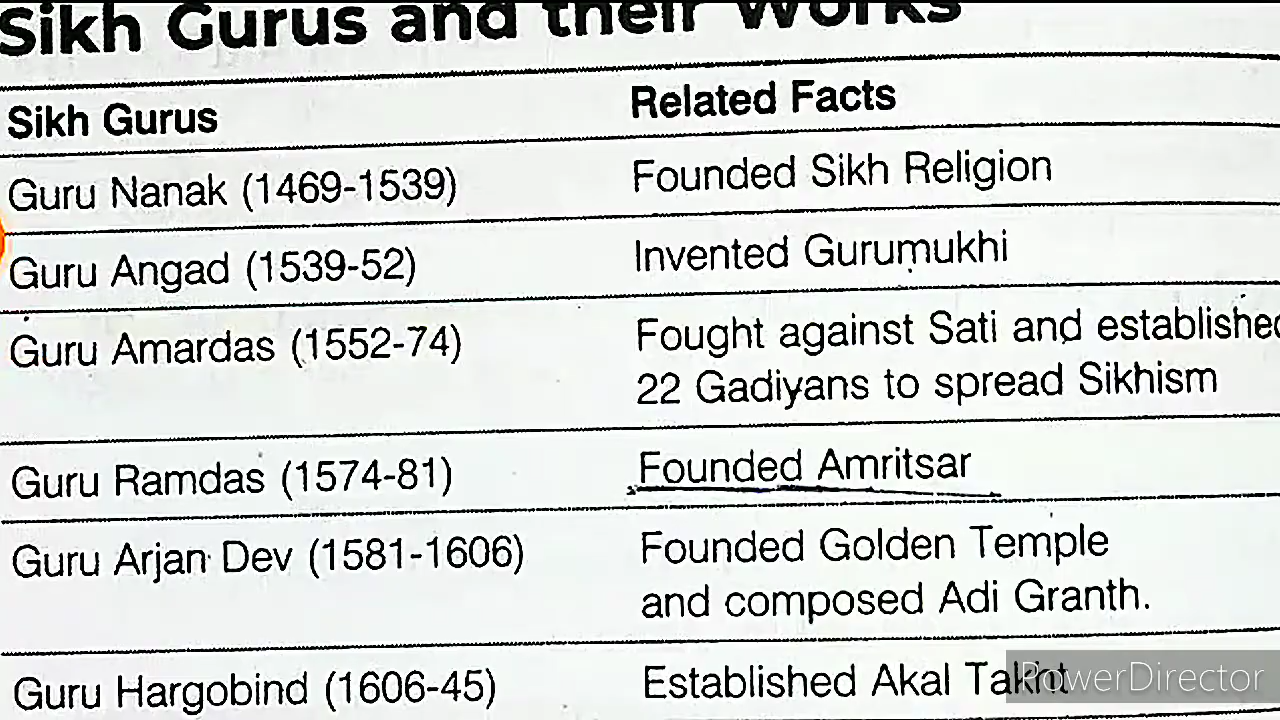 Sikh Gurus and their Works
Sikh Gurus Related Facts
Guru Nanak (1469-1539) Founded Sikh Religion
Guru Angad (1539-52) Invented Gurumukhi
Guru Amardas (1552-74) Fought against Sati and established
22 Gadiyans to spread Sikhism
Guru Ramdas (1574-81) Founded Amritsar
Guru Arjan Dev (1581-1606) Founded Golden Temple
and composed Adi Granth.
Guru Hargobind (1606-45) Established Akal Takht
PowerDirector